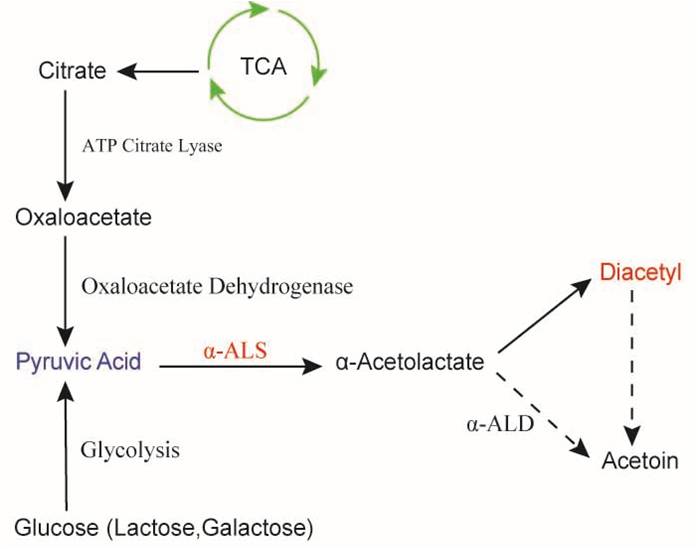 Citrate
TCA
ATP Citrate Lyase
Oxaloacetate
Oxaloacetate Dehydrogenase
Diacetyl
Pyruvic Acid
α-ALS
α-Acetolactate
α-ALD
Glycolysis
Acetoin
Glucose (Lactose,Galactose)